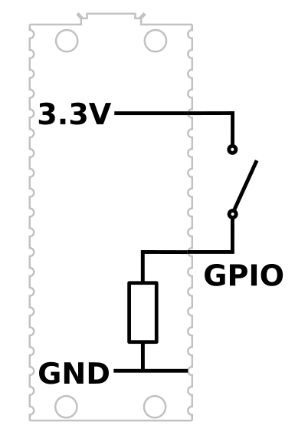 3.3V
GPIO
GND